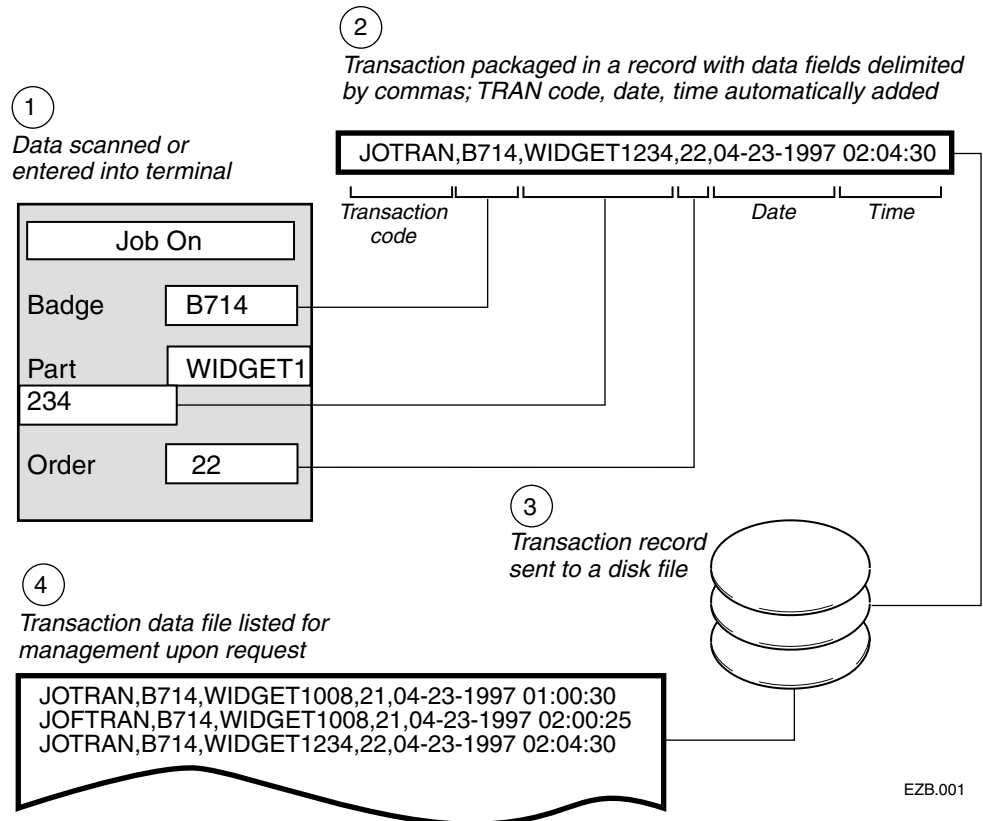 1
Data scanned or
entered into terminal
Job On
Badge B714
Part WIDGET1
234
Order 22
2
Transaction packaged in a record with data fields delimited
by commas; TRAN code, date, time automatically added
JOTRAN,B714,WIDGET1234,22,04-23-1997 02:04:30
Transaction
code
Date
Time
3
Transaction record
sent to a disk file
4
Transaction data file listed for
management upon request
JOTRAN,B714,WIDGET1008,21,04-23-1997 01:00:30
JOFTRAN,B714,WIDGET1008,21,04-23-1997 02:00:25
JOTRAN,B714,WIDGET1234,22,04-23-1997 02:04:30
EZB.001